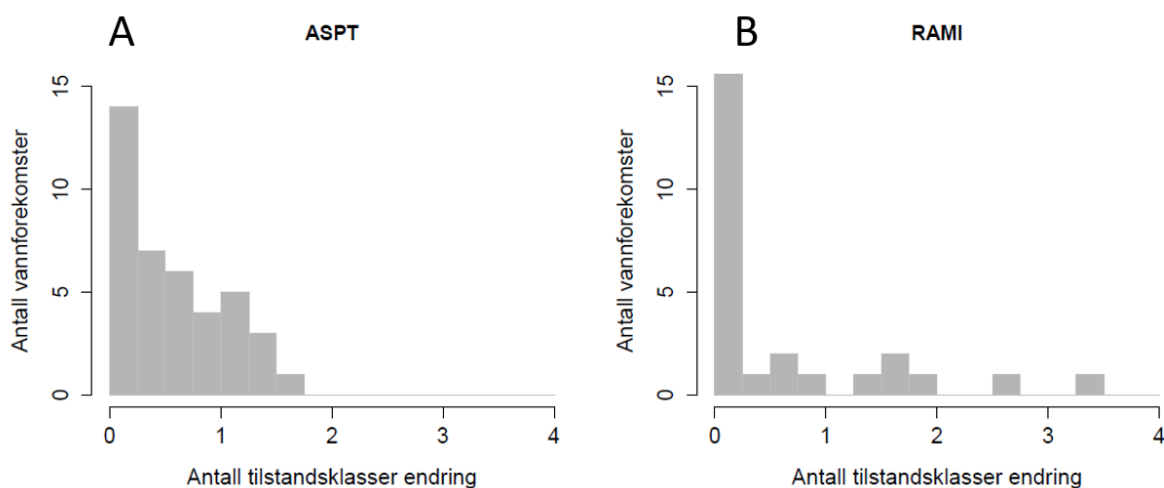 A
ASPT
Antall vannforekomster
15
10
5
0
0 1 2 3 4
Antall tilstandsklasser endring
B
RAMI
Antall vannforekomster
15
10
5
0
0 1 2 3 4
Antall tilstandsklasser endring